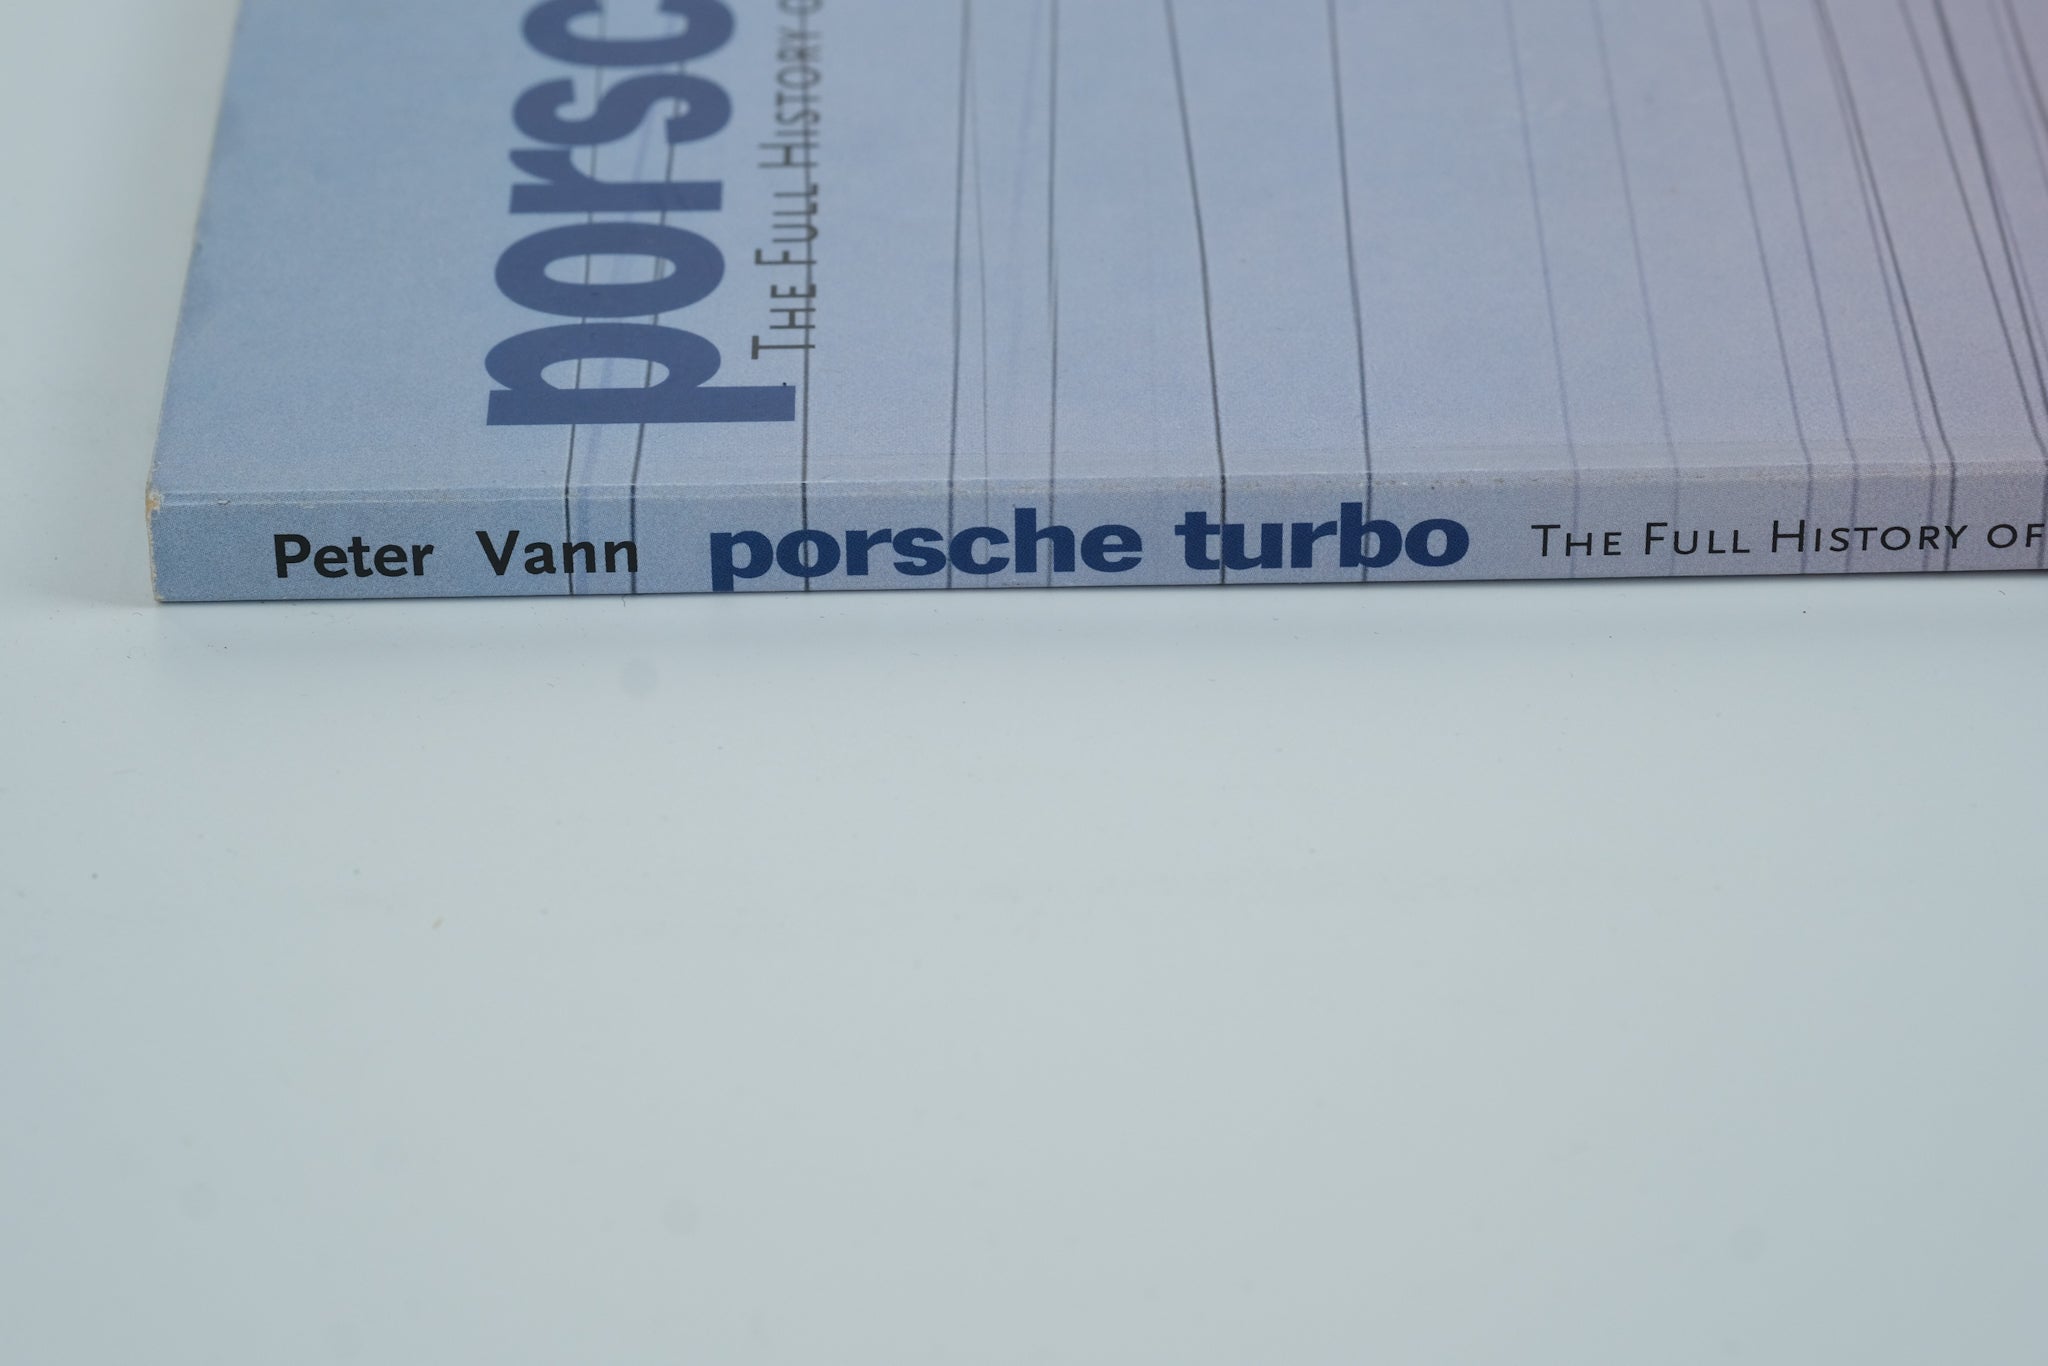 porsc
THE FULL HISTORY O
Peter Vann porsche turbo THE FULL HISTORY OF